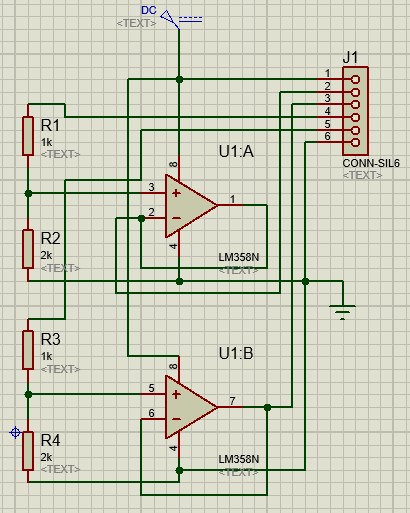 DC
<TEXT>
J1
1
2
3
4
5
6
CONN-SIL6
<TEXT>
R1
1k
<TEXT>
U1:A
8
3
2
1
4
LM358N
<TEXT>
R2
2k
<TEXT>
R3
1k
<TEXT>
U1:B
8
5
6
7
4
LM358N
<TEXT>
R4
2k
<TEXT>